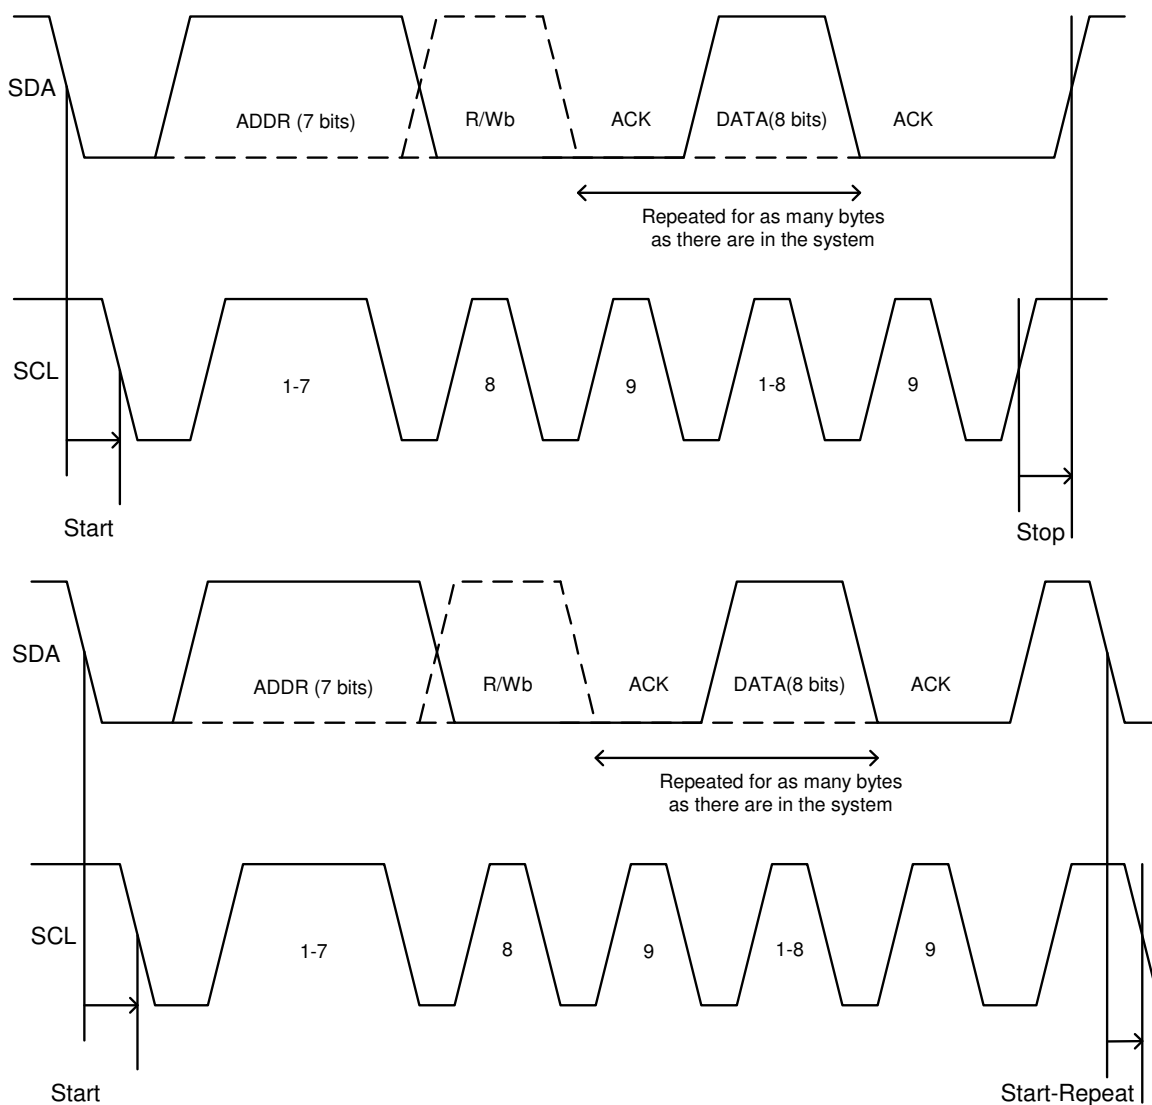 SDA
ADDR (7 bits)
R/Wb
ACK
DATA(8 bits)
ACK
Repeated for as many bytes
as there are in the system
SCL
1-7
8
9
1-8
9
Start
Stop
SDA
ADDR (7 bits)
R/Wb
ACK
DATA(8 bits)
ACK
Repeated for as many bytes
as there are in the system
SCL
1-7
8
9
1-8
9
Start
Start-Repeat